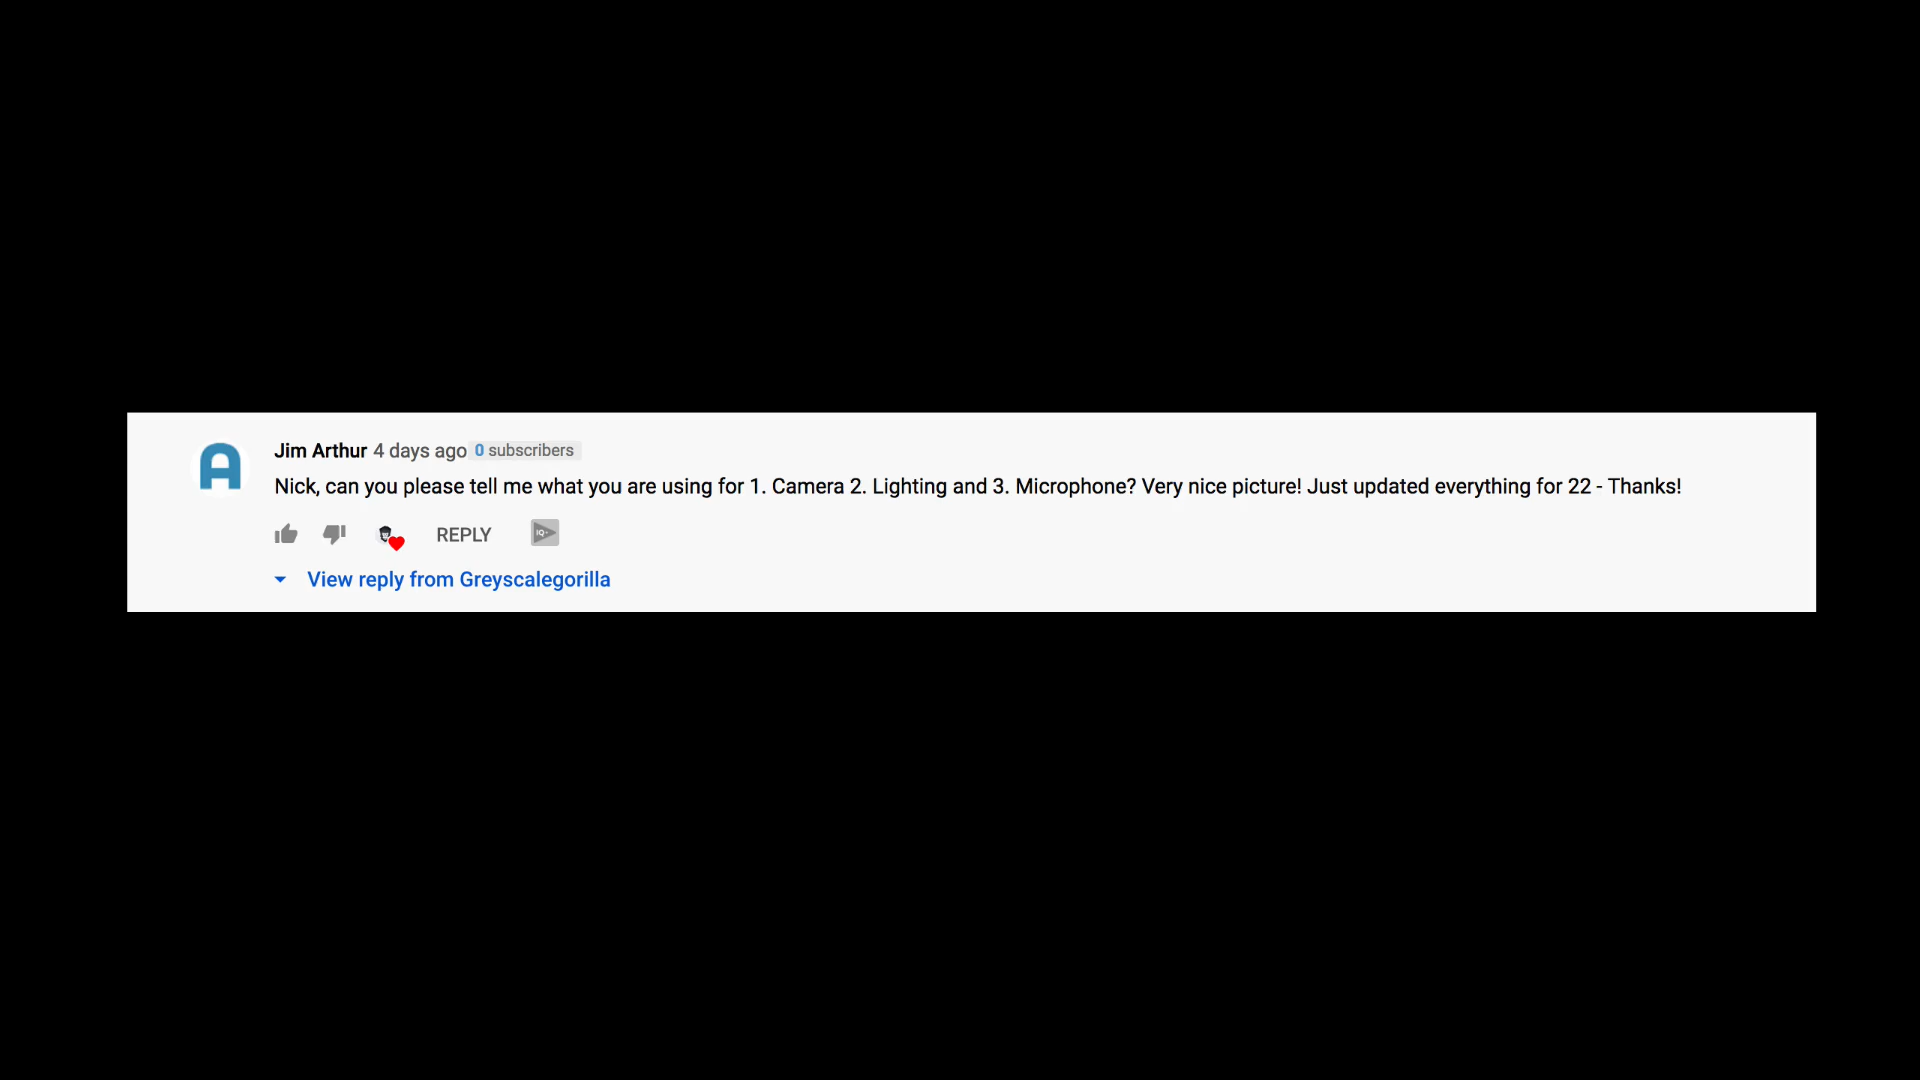 A
Jim Arthur 4 days ago 0 subscribers
Nick, can you please tell me what you are using for 1. Camera 2. Lighting and 3. Microphone? Very nice picture! Just updated everything for 22 - Thanks!
REPLY IQ
View reply from Greyscalegorilla